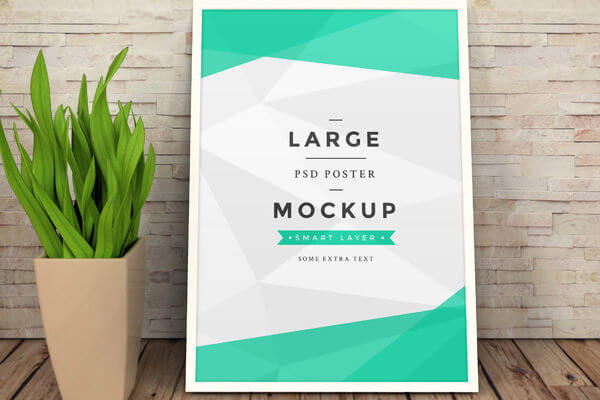 LARGE
PSD POSTER
MOCKUP
• SMART LAYER •
SOME EXTRA TEXT